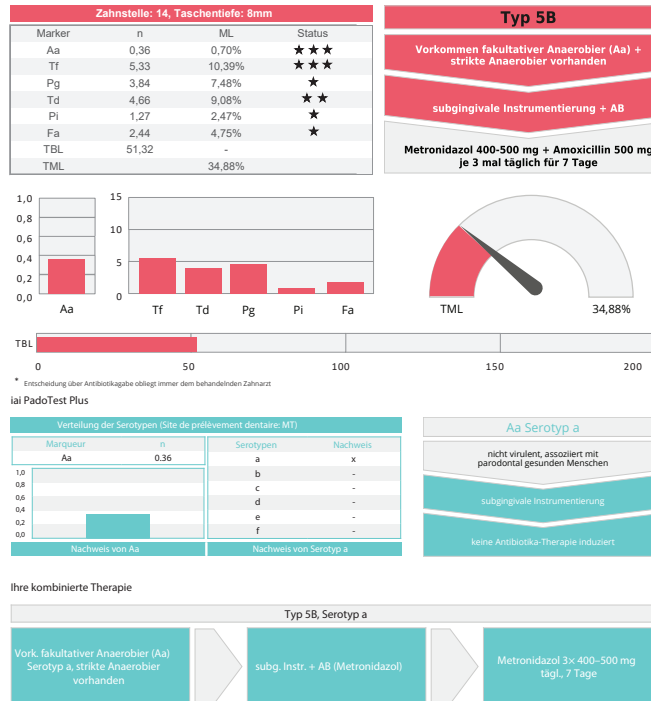 Zahnstelle: 14, Taschentiefe: 8mm
Marker n ML Status
Aa 0,36 0,70% ★★★
Tf 5,33 10,39% ★★★
Pg 3,84 7,48% ★
Td 4,66 9,08% ★★
Pi 1,27 2,47% ★
Fa 2,44 4,75% ★
TBL 51,32 -
TML 34,88%
Typ 5B
Vorkommen fakultativer Anaerobier (Aa) +
strikte Anaerobier vorhanden
subgingivale Instrumentierung + AB
Metronidazol 400-500 mg + Amoxicillin 500 mg
je 3 mal täglich für 7 Tage
1,0
0,8
0,6
0,4
0,2
0,0
Aa
15
10
5
0
Tf Td Pg Pi Fa
TML 34,88%
TBL
0 50 100 150 200
* Entscheidung über Antibiotikagabe obliegt immer dem behandelnden Zahnarzt
iai PadoTest Plus
Verteilung der Serotypen (Site de prélèvement dentaire: MT)
Marqueur n
Aa 0.36
1,0
0,8
0,6
0,4
0,2
0,0
Nachweis von Aa
Serotypen Nachweis
a x
b -
c -
d -
e -
f -
Nachweis von Serotyp a
Aa Serotyp a
nicht virulent, assoziiert mit
parodontal gesunden Menschen
subgingivale Instrumentierung
keine Antibiotika-Therapie induziert
Ihre kombinierte Therapie
Typ 5B, Serotyp a
Vork. fakultativer Anaerobier (Aa)
Serotyp a, strikte Anaerobier
vorhanden
subg. Instr. + AB (Metronidazol)
Metronidazol 3× 400–500 mg
tägl., 7 Tage